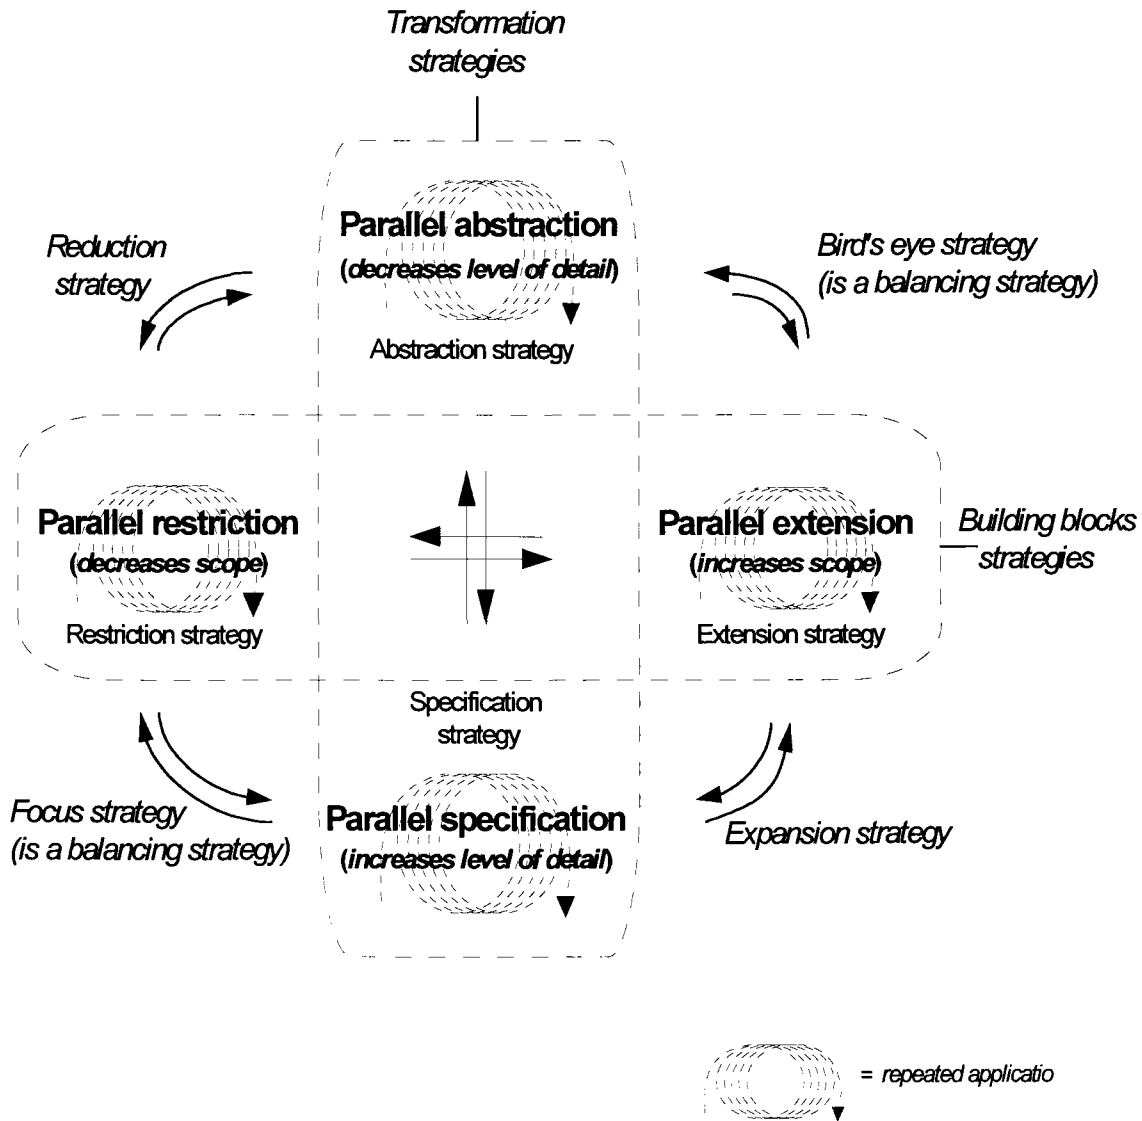 Transformation
strategies
Parallel abstraction
(decreases level of detail)
Abstraction strategy
Reduction
strategy
Bird's eye strategy
(is a balancing strategy)
Parallel restriction
(decreases scope)
Restriction strategy
Parallel extension
(increases scope)
Extension strategy
Building blocks
strategies
Specification
strategy
Parallel specification
(increases level of detail)
Focus strategy
(is a balancing strategy)
Expansion strategy
= repeated applicatio